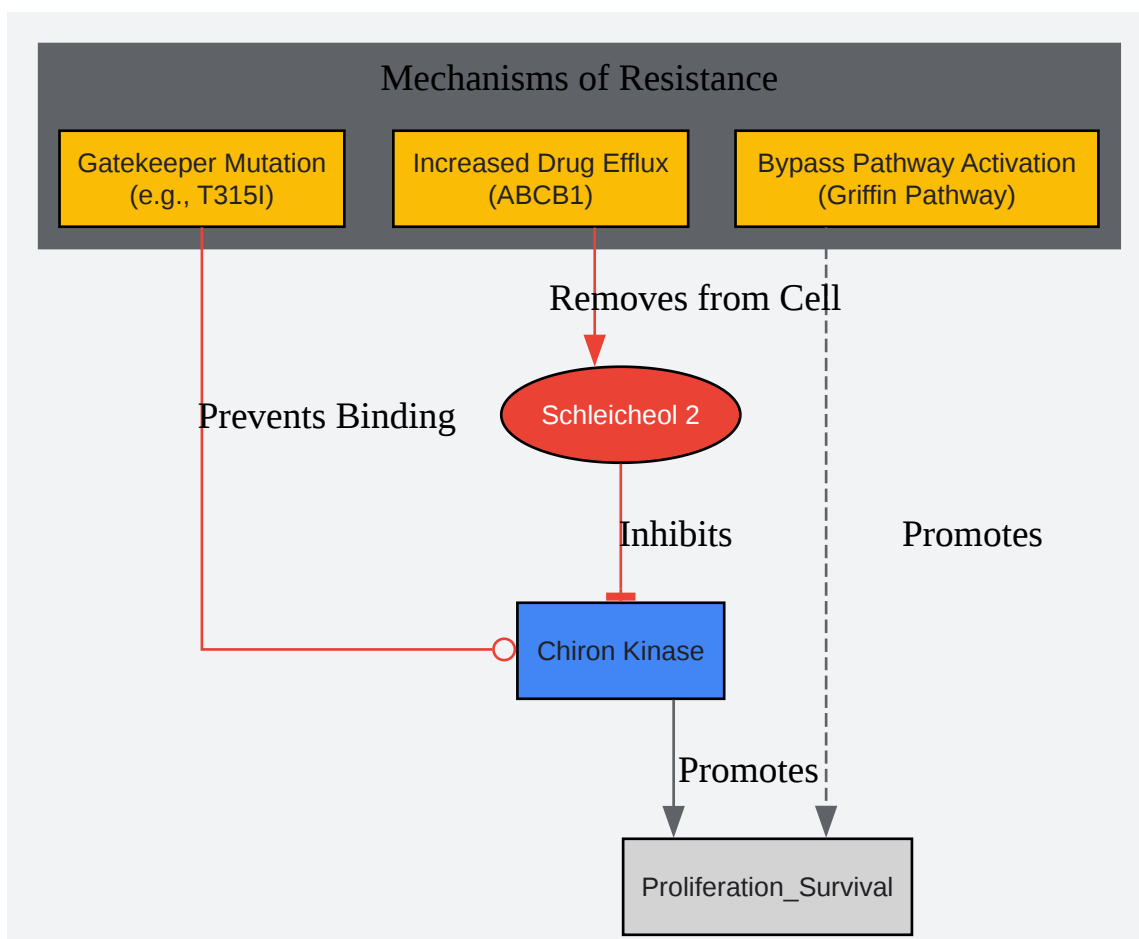 Mechanisms of Resistance
Gatekeeper Mutation
(e.g., T315I)
Increased Drug Efflux
(ABCB1)
Bypass Pathway Activation
(Griffin Pathway)
Removes from Cell
Prevents Binding
Schleicheol 2
Inhibits
Promotes
Chiron Kinase
Promotes
Proliferation_Survival